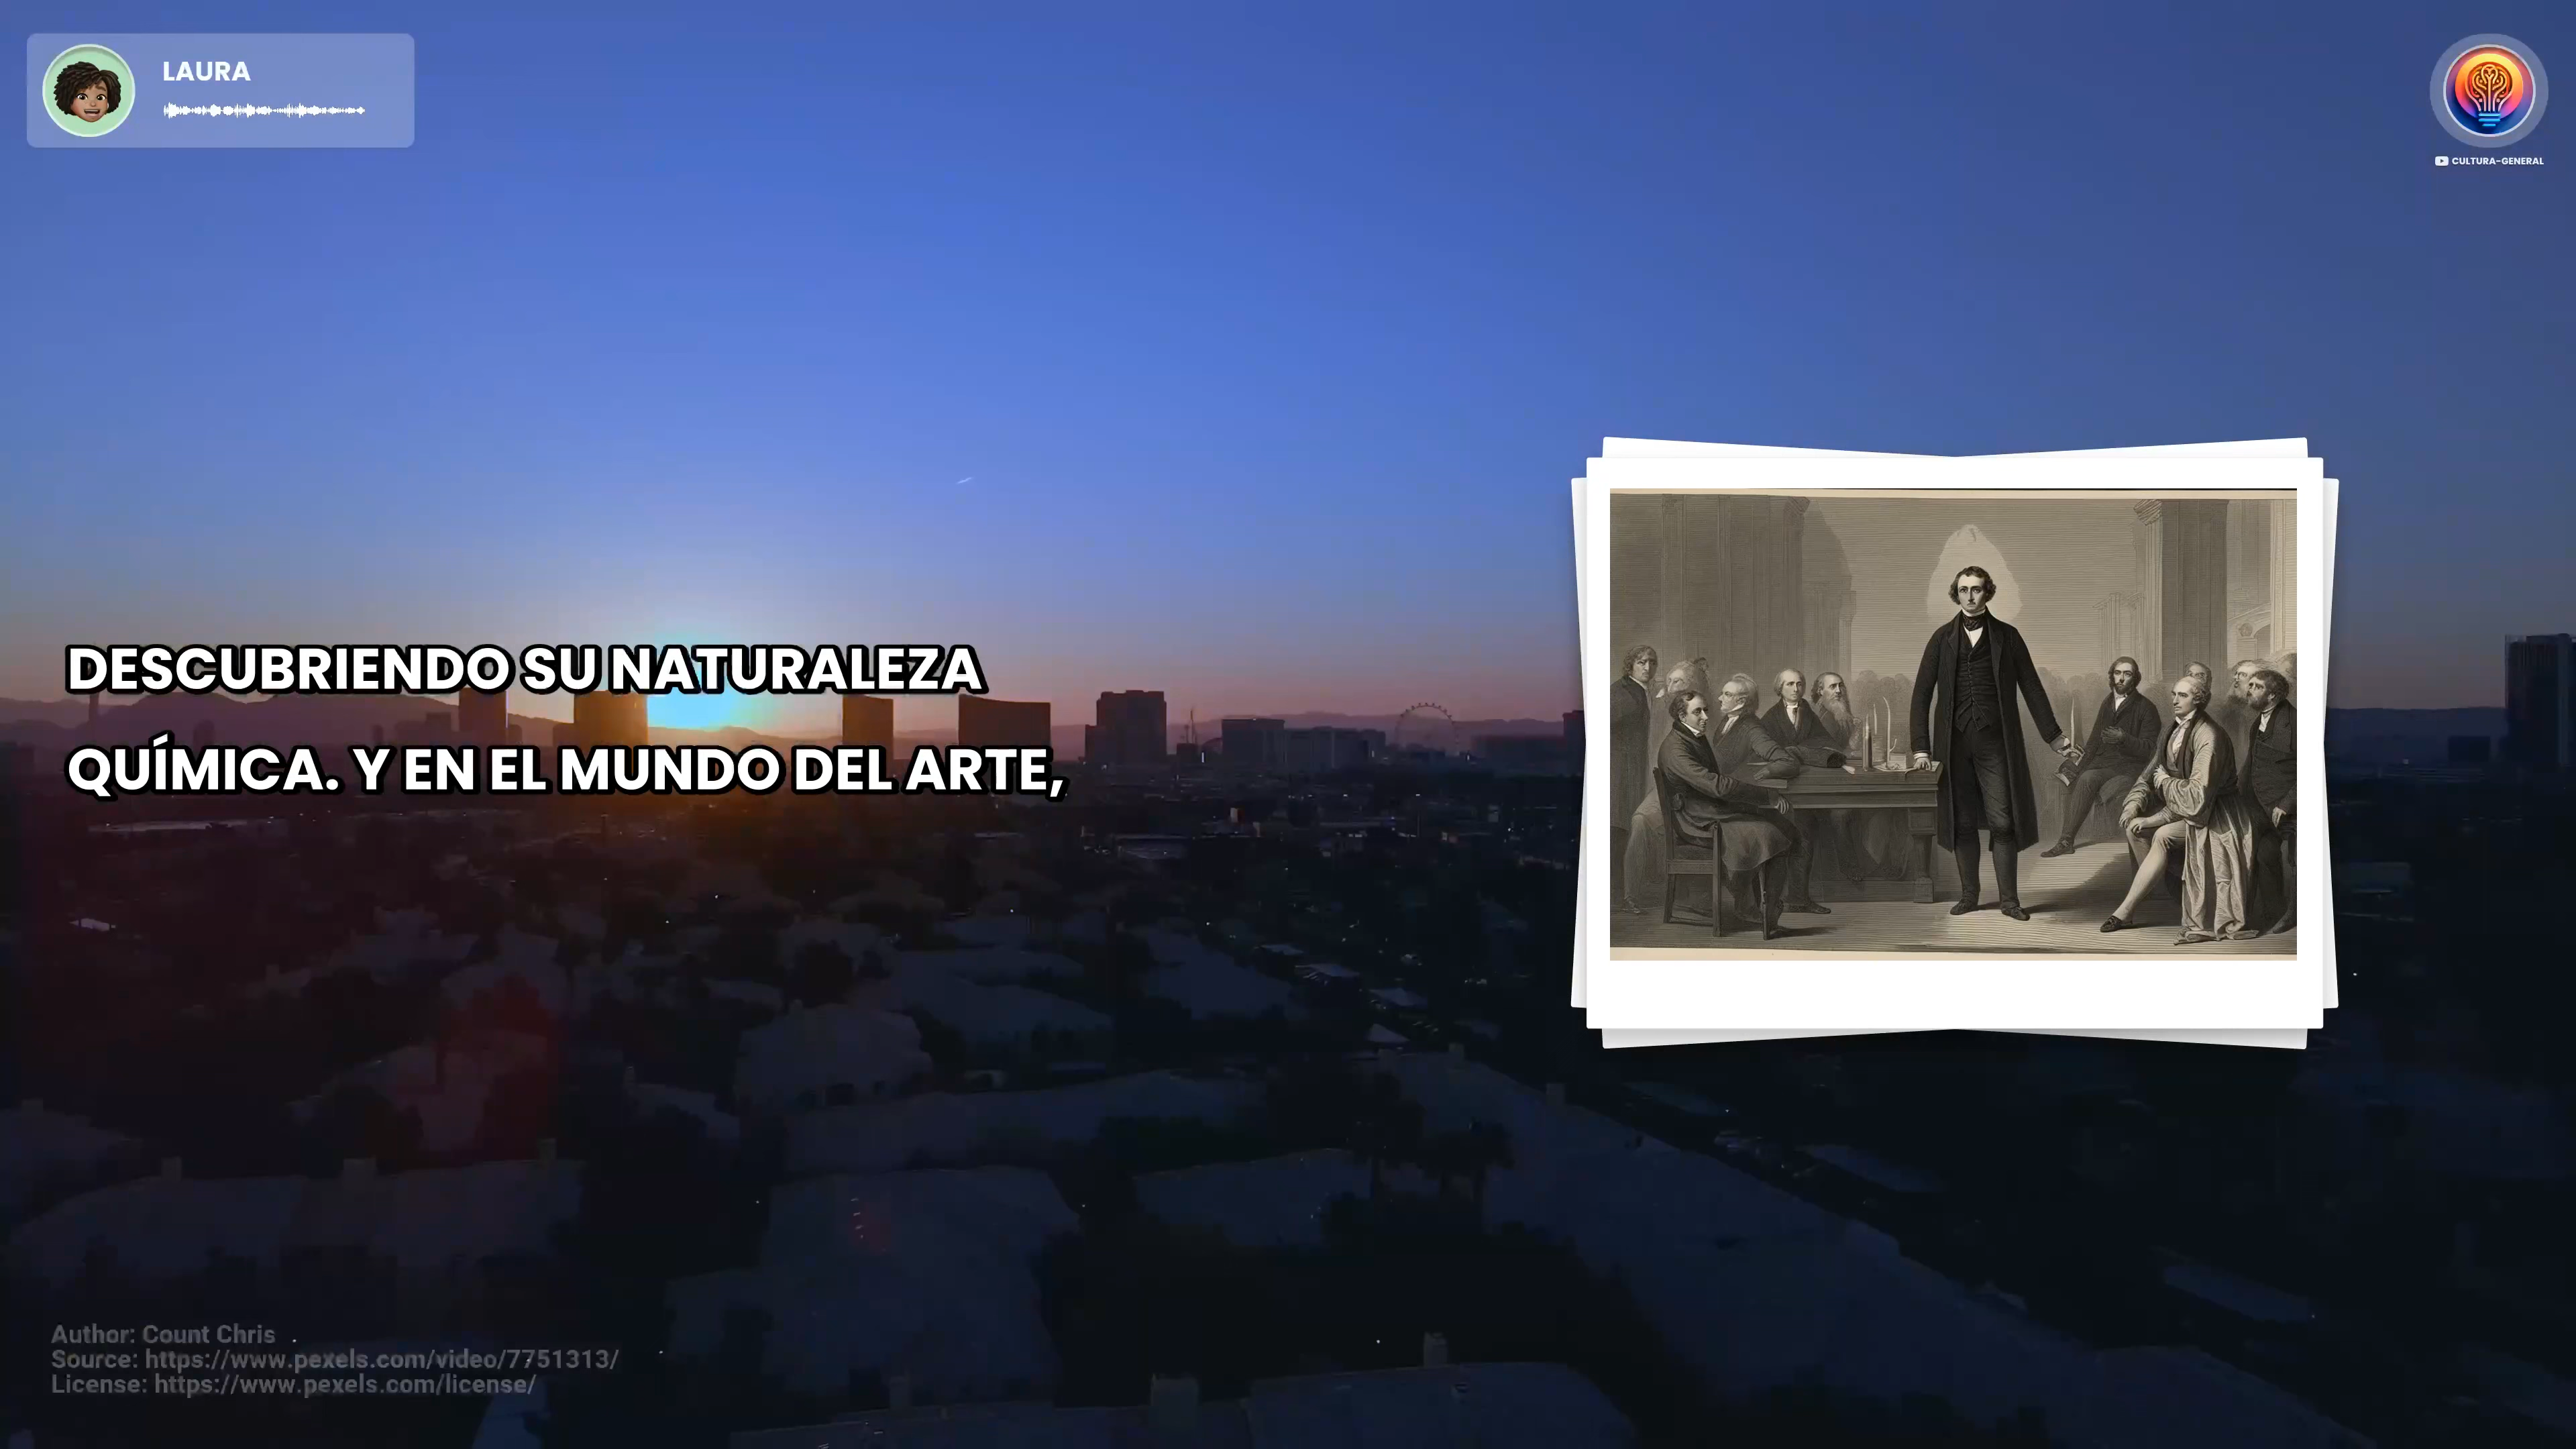 LAURA
CULTURA-GENERAL
DESCUBRIENDO SU NATURALEZA
QUÍMICA. Y EN EL MUNDO DEL ARTE,
Author: Count Chris
Source: https://www.pexels.com/video/7751313/
License: https://www.pexels.com/license/